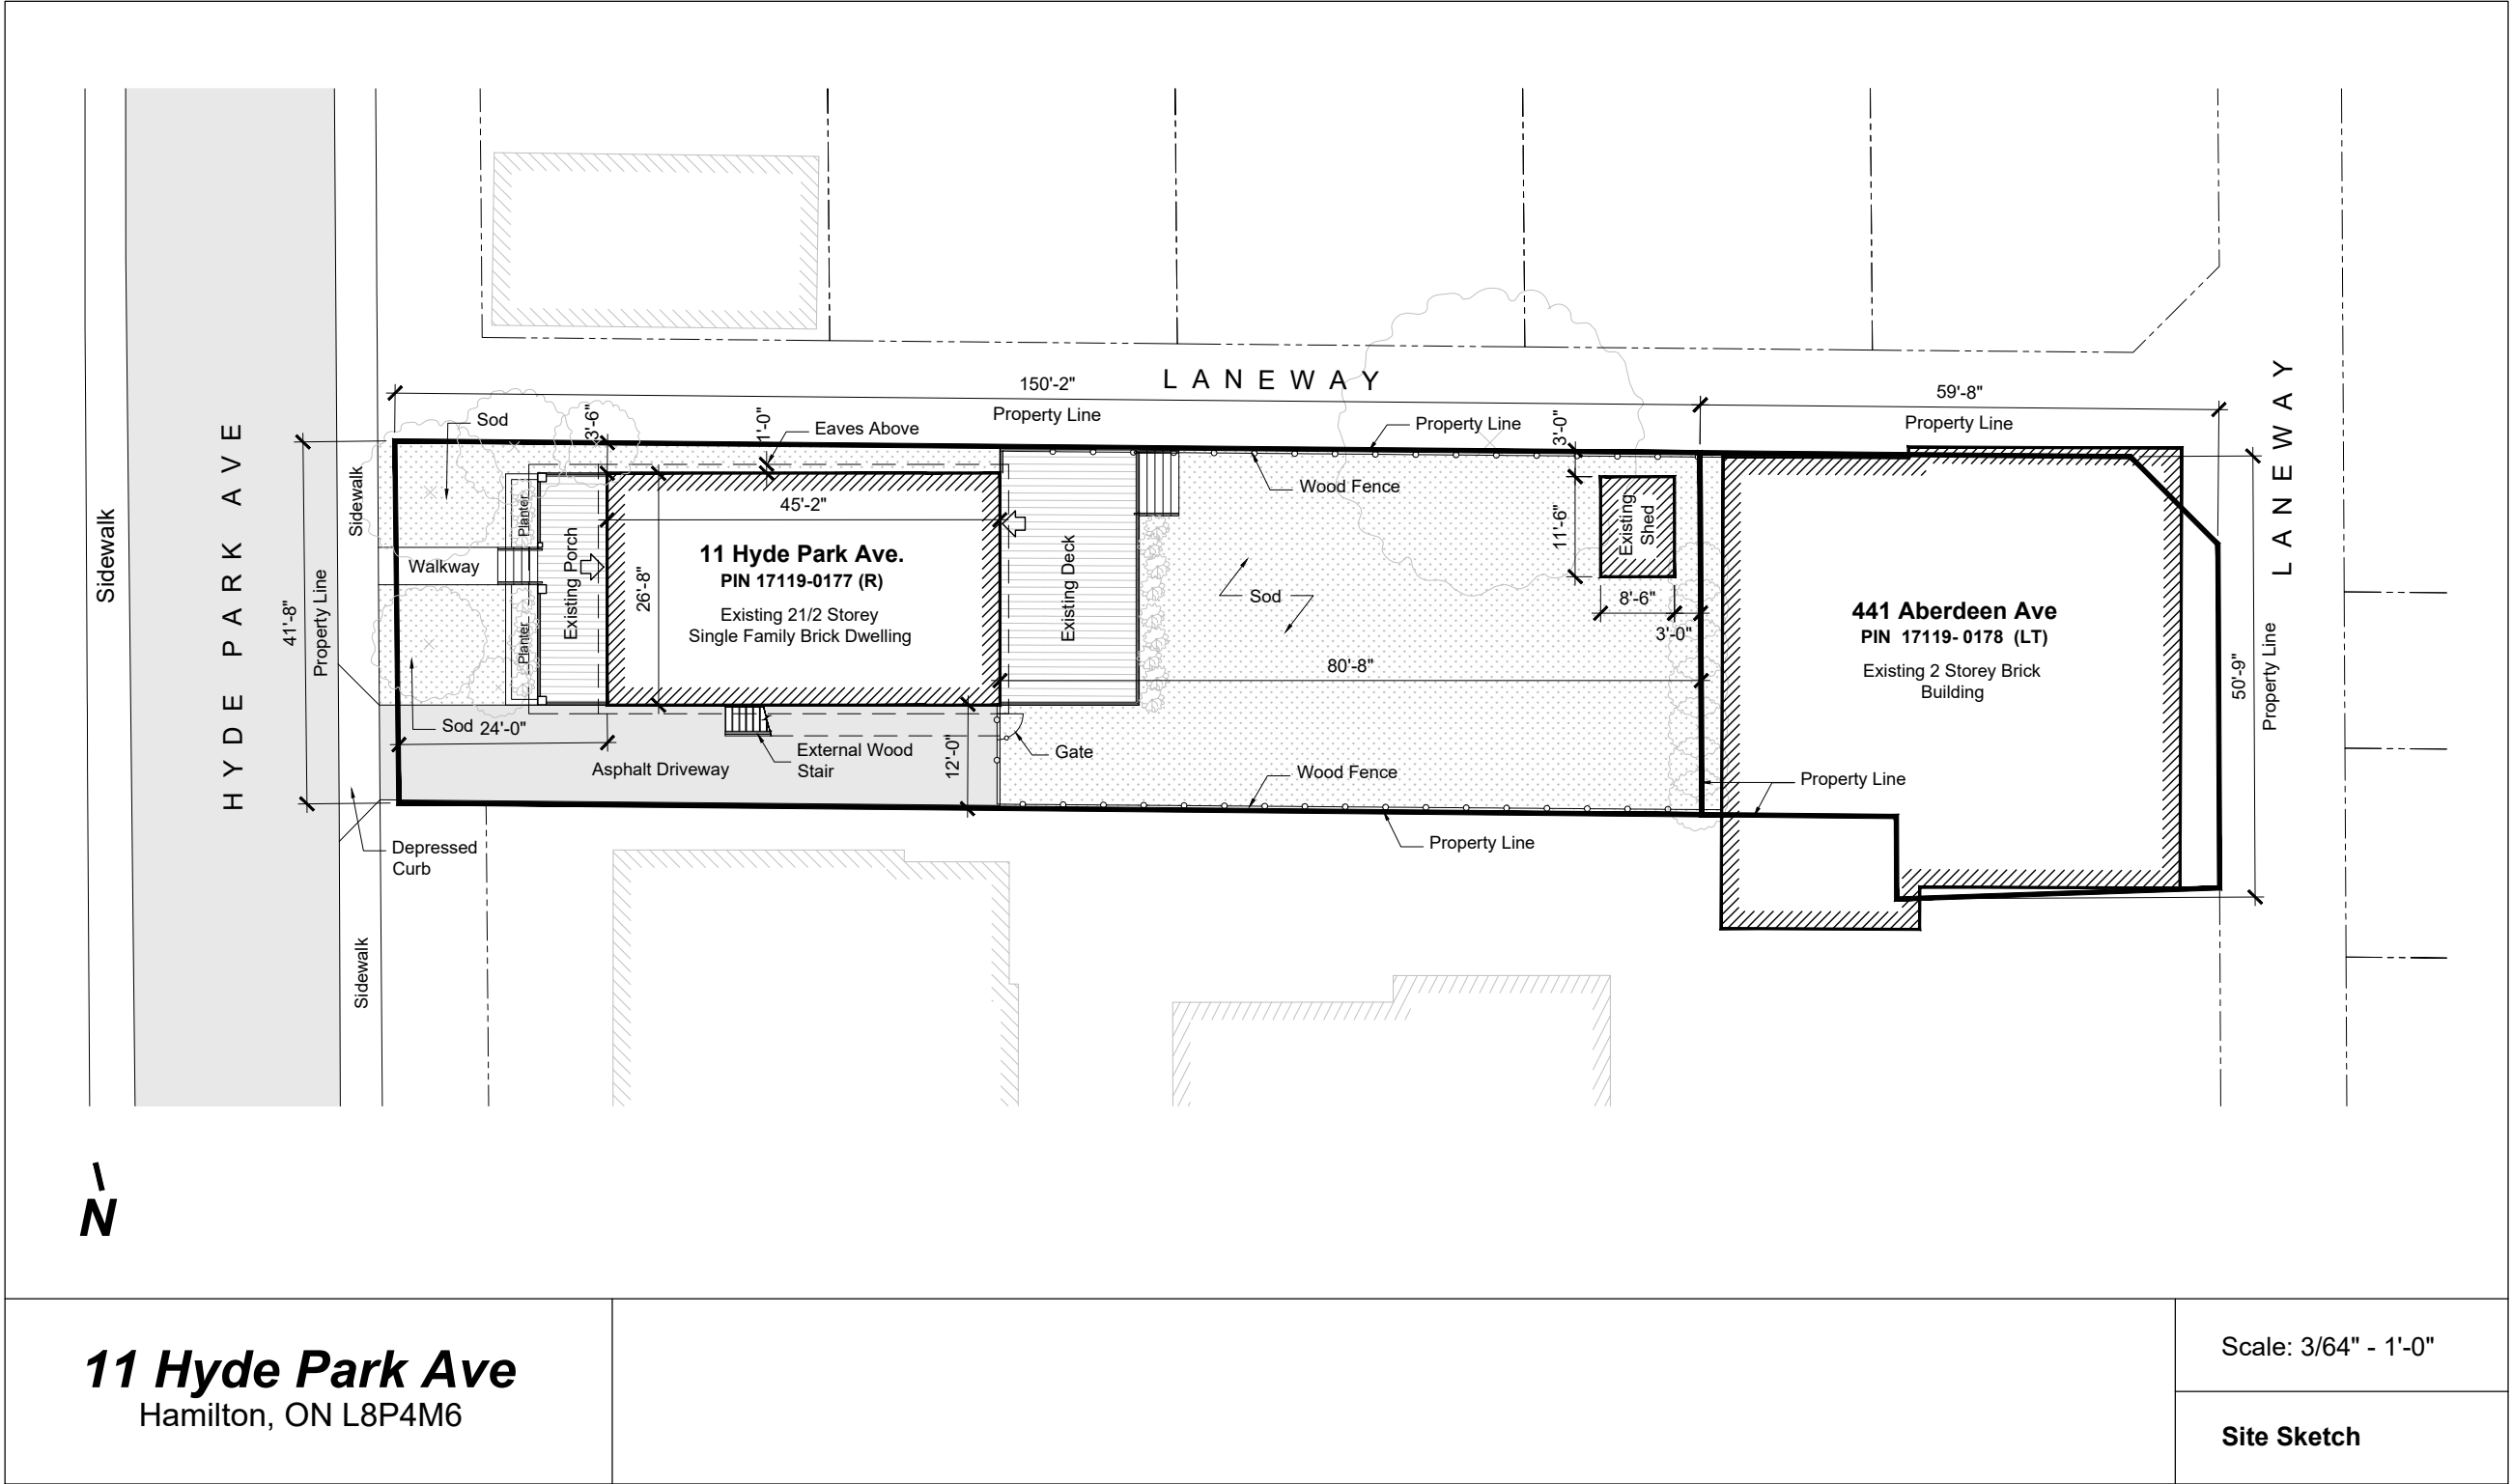 LANEWAY
150'-2"
59'-8"
Property Line
Property Line
Property Line
Sod
3'-6"
1'-0"
Eaves Above
3'-0"
LANEWAY
HYDE PARK AVE
Sidewalk
Sidewalk
41'-8"
Property Line
Walkway
Planter
Planter
Existing Porch
45'-2"
26'-8"
11 Hyde Park Ave.
PIN 17119-0177 (R)
Existing 21/2 Storey
Single Family Brick Dwelling
Existing Deck
Wood Fence
Sod
11'-6"
Existing
Shed
8'-6"
3'-0"
80'-8"
441 Aberdeen Ave
PIN 17119- 0178 (LT)
Existing 2 Storey Brick
Building
50'-9"
Property Line
Sod
24'-0"
Asphalt Driveway
External Wood
Stair
12'-0"
Gate
Wood Fence
Property Line
Property Line
Depressed
Curb
Sidewalk
N
11 Hyde Park Ave
Hamilton, ON L8P4M6
Scale: 3/64" - 1'-0"
Site Sketch